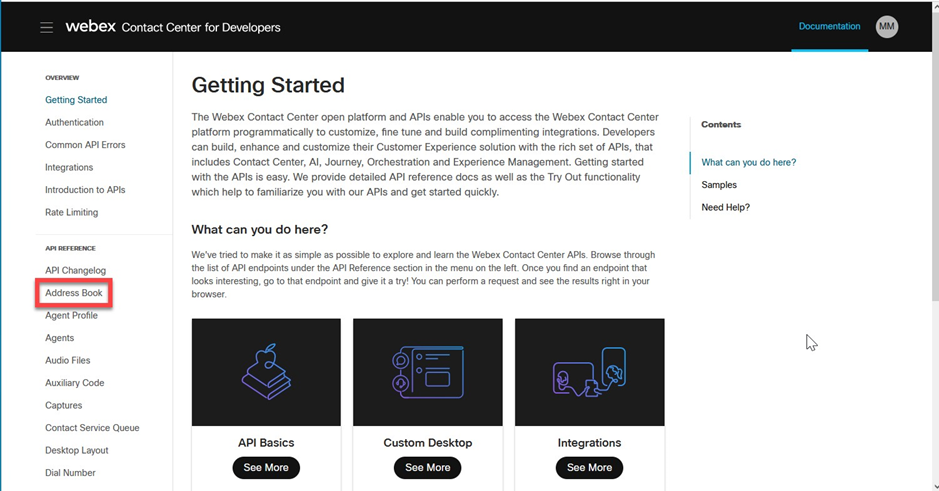 webex Contact Center for Developers
Documentation
MM
OVERVIEW
Getting Started
Authentication
Common API Errors
Integrations
Introduction to APIs
Rate Limiting
API REFERENCE
API Changelog
Address Book
Agent Profile
Agents
Audio Files
Auxiliary Code
Captures
Contact Service Queue
Desktop Layout
Dial Number
Getting Started
The Webex Contact Center open platform and APIs enable you to access the Webex Contact Center
platform programmatically to customize, fine tune and build complimenting integrations. Developers
can build, enhance and customize their Customer Experience solution with the rich set of APIs, that
includes Contact Center, AI, Journey, Orchestration and Experience Management. Getting started
with the APIs is easy. We provide detailed API reference docs as well as the Try Out functionality
which help to familiarize you with our APIs and get started quickly.
What can you do here?
We've tried to make it as simple as possible to explore and learn the Webex Contact Center APIs. Browse through
the list of API endpoints under the API Reference section in the menu on the left. Once you find an endpoint that
looks interesting, go to that endpoint and give it a try! You can perform a request and see the results right in your
browser.
API Basics
See More
Custom Desktop
See More
Integrations
See More
Contents
What can you do here?
Samples
Need Help?